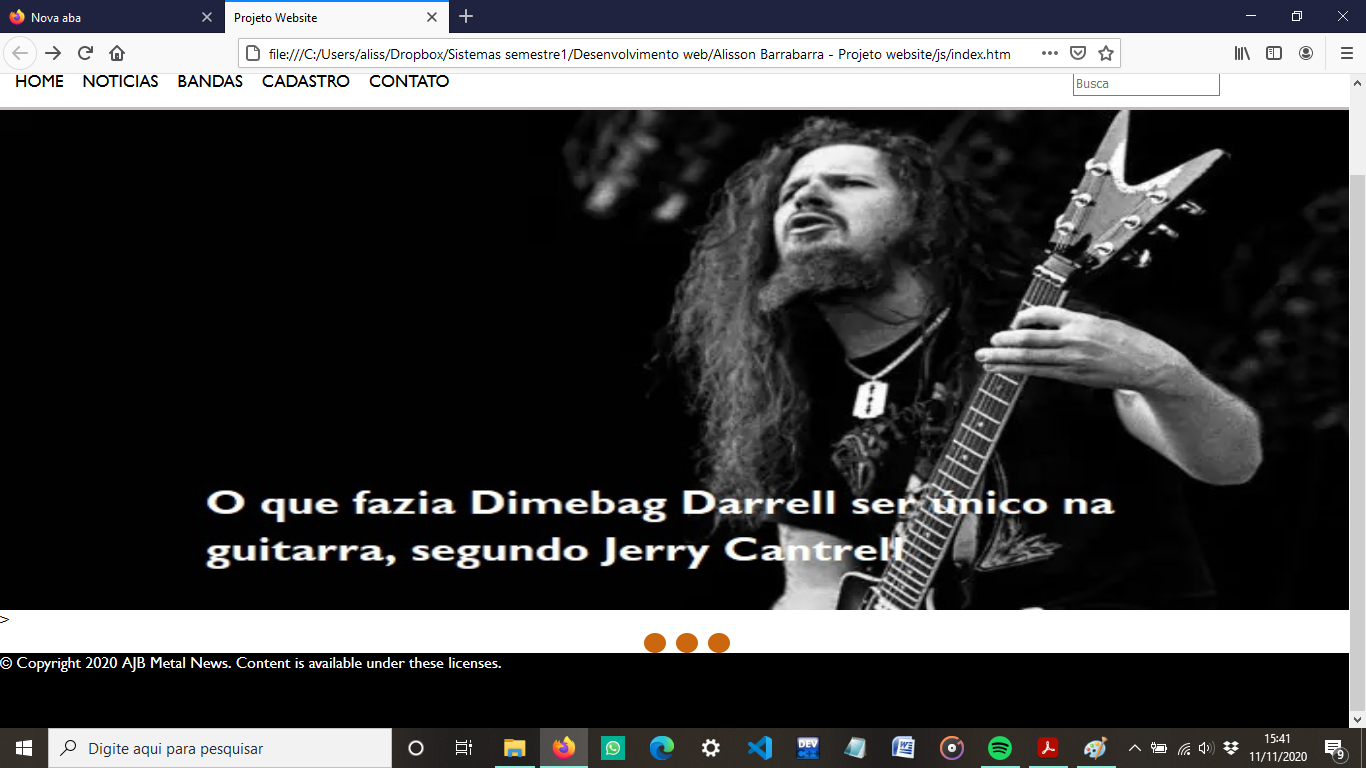 Nova aba
Projeto Website
file:///C:/Users/aliss/Dropbox/Sistemas semestre1/Desenvolvimento web/Alisson Barrabarra - Projeto website/js/index.htm
HOME NOTICIAS BANDAS CADASTRO CONTATO
Busca
O que fazia Dimebag Darrell ser único na
guitarra, segundo Jerry Cantrell
>
© Copyright 2020 AJB Metal News. Content is available under these licenses.
Digite aqui para pesquisar
DEV
15:41
11/11/2020
9